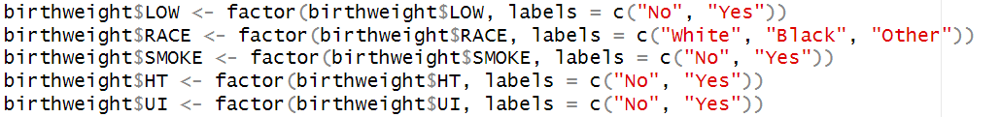 birthweight$LOW <- factor(birthweight$LOW, labels = c("No", "Yes"))
birthweight$RACE <- factor(birthweight$RACE, labels = c("White", "Black", "Other"))
birthweight$SMOKE <- factor(birthweight$SMOKE, labels = c("No", "Yes"))
birthweight$HT <- factor(birthweight$HT, labels = c("No", "Yes"))
birthweight$UI <- factor(birthweight$UI, labels = c("No", "Yes"))